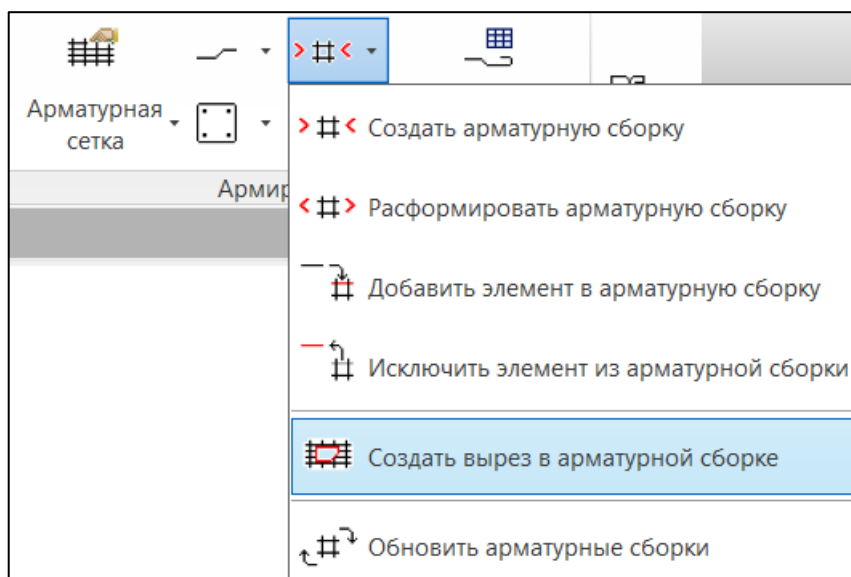 Арматурная
сетка
Армир
Создать арматурную сборку
Расформировать арматурную сборку
Добавить элемент в арматурную сборку
Исключить элемент из арматурной сборки
Создать вырез в арматурной сборке
Обновить арматурные сборки